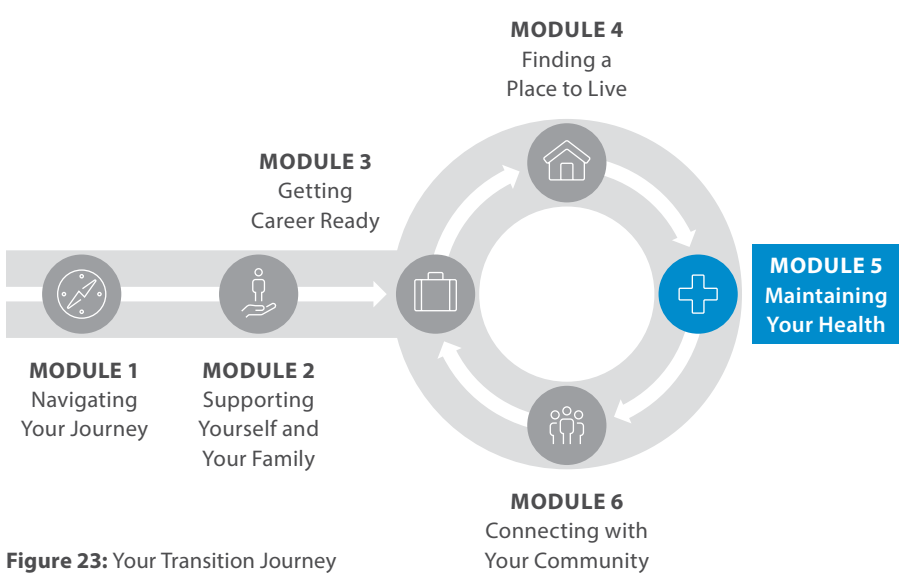 MODULE 4
Finding a
Place to Live
MODULE 3
Getting
Career Ready
MODULE 5
Maintaining
Your Health
MODULE 1
Navigating
Your Journey
MODULE 2
Supporting
Yourself and
Your Family
MODULE 6
Connecting with
Your Community
Figure 23: Your Transition Journey